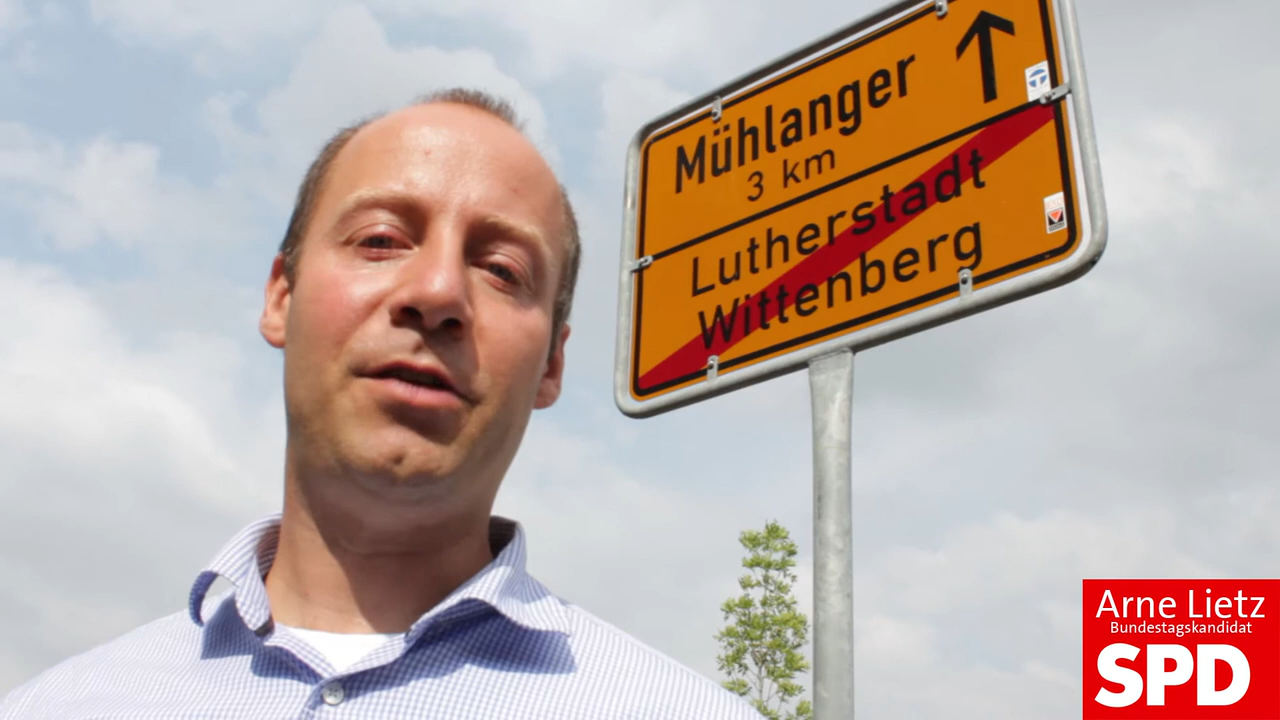 Mühlanger
3 km
Lutherstadt
Wittenberg
Arne Lietz
Bundestagskandidat
SPD